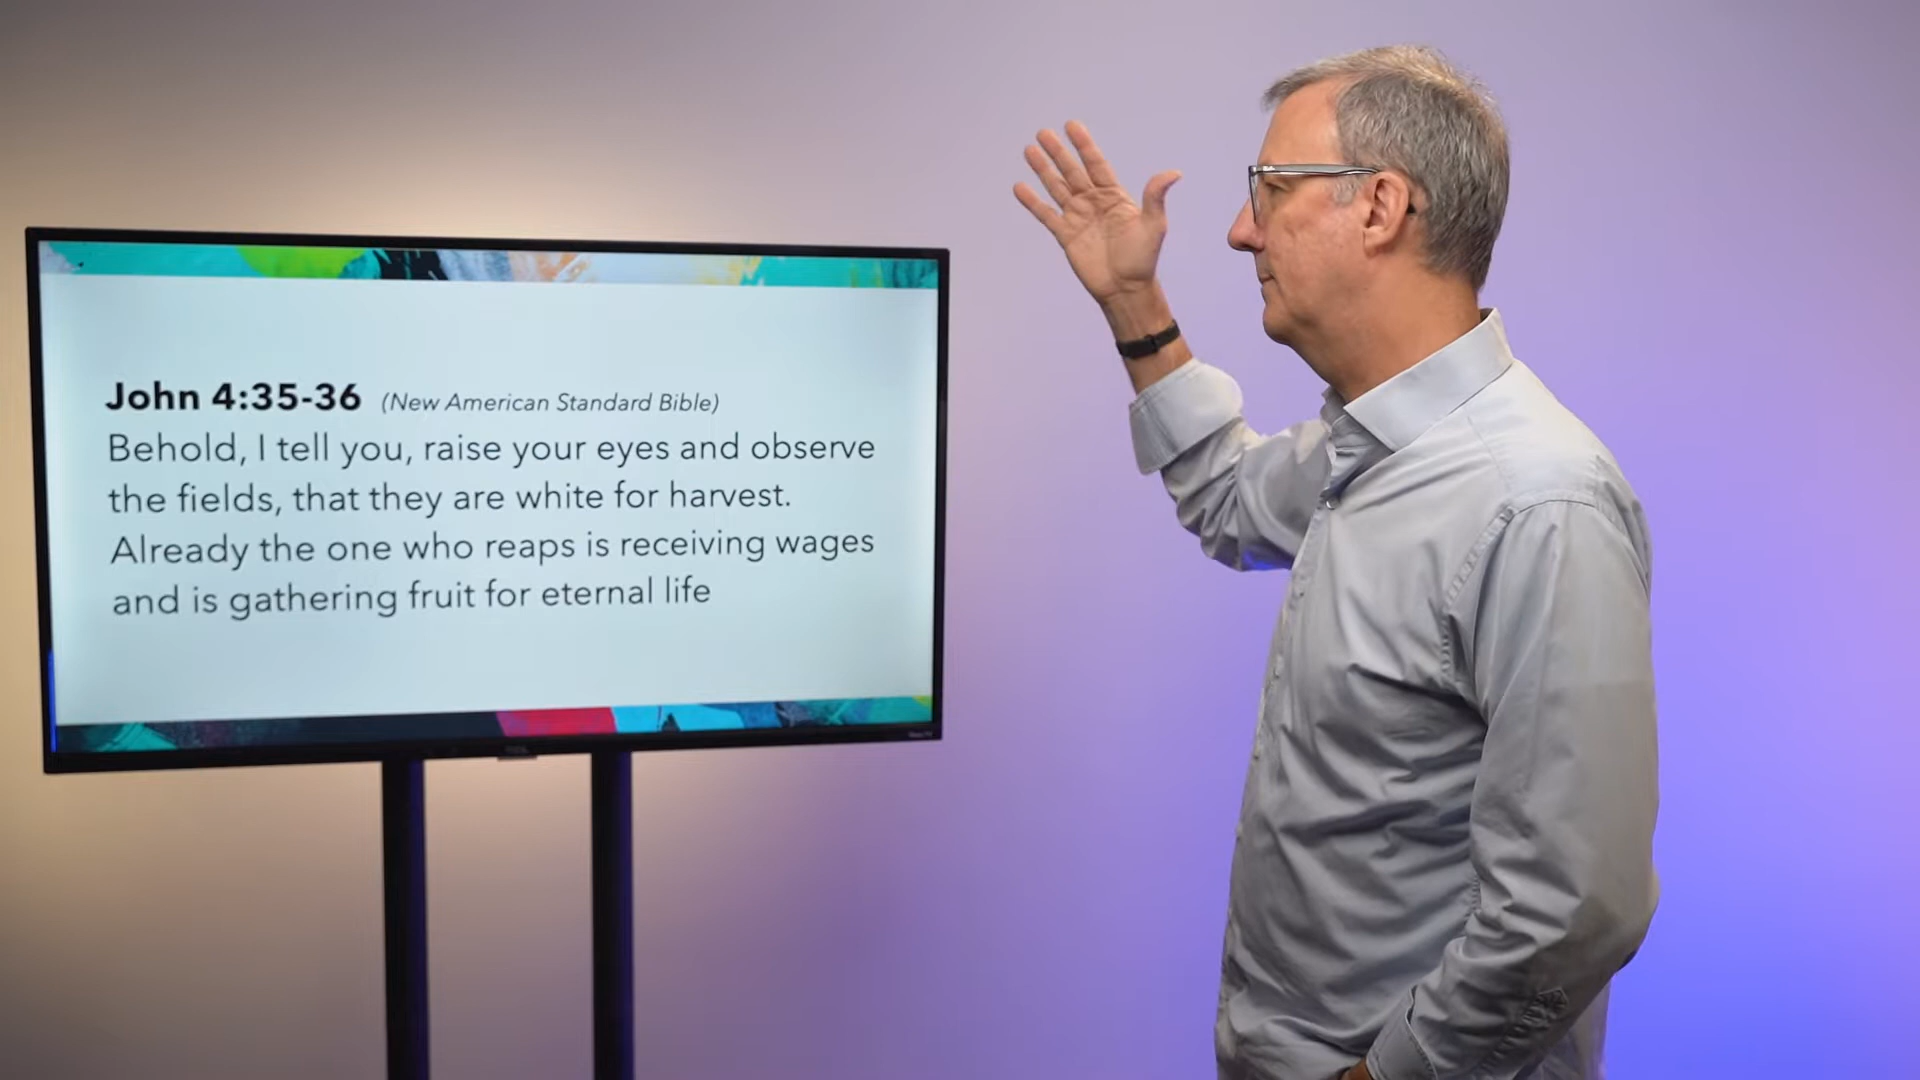 John 4:35-36 (New American Standard Bible)
Behold, I tell you, raise your eyes and observe
the fields, that they are white for harvest.
Already the one who reaps is receiving wages
and is gathering fruit for eternal life